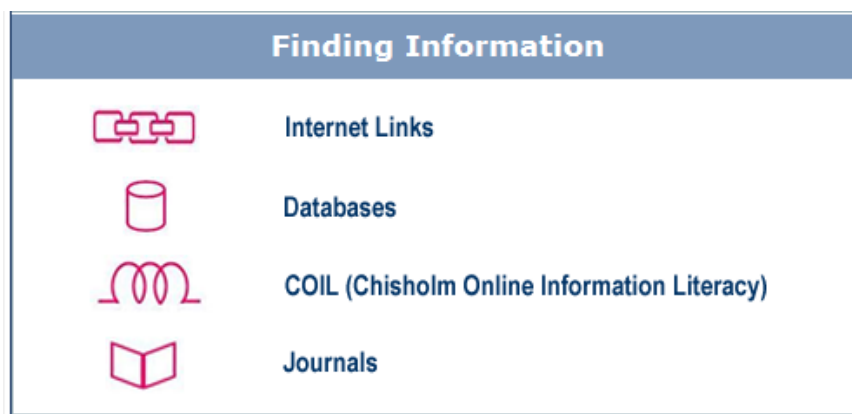 Finding Information
Internet Links
Databases
COIL (Chisholm Online Information Literacy)
Journals